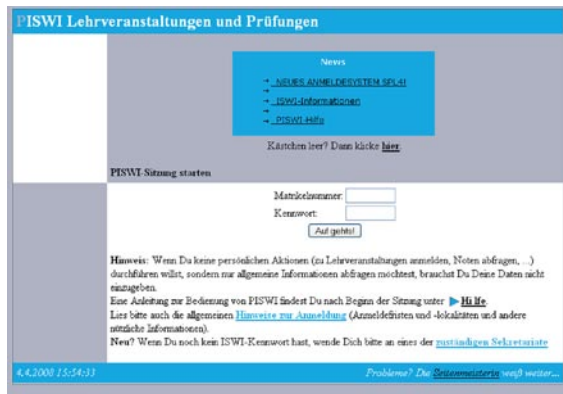 PISWI Lehrveranstaltungen und Prüfungen
News
→ NEUES ANMELDESYSTEM SPL4!
→
→ ISWI-Informationen
→
→ PISWI-Hilfe
Kästchen leer? Dann klicke hier.
PISWI-Sitzung starten
Matrikelnummer:
Kennwort:
Auf gehts!
Hinweis: Wenn Du keine persönlichen Aktionen (zu Lehrveranstaltungen anmelden, Noten abfragen, ...)
durchführen willst, sondern nur allgemeine Informationen abfragen möchtest, brauchst Du Deine Daten nicht
einzugeben.
Eine Anleitung zur Bedienung von PISWI findest Du nach Beginn der Sitzung unter ▶ Hilfe.
Lies bitte auch die allgemeinen Hinweise zur Anmeldung (Anmeldefristen und -lokalitäten und andere
nützliche Informationen).
Neu? Wenn Du noch kein ISWI-Kennwort hast, wende Dich bitte an eines der zuständigen Sekretariate
4.4.2008 15:54:33
Probleme? Die Seitenmeisterin weiß weiter...